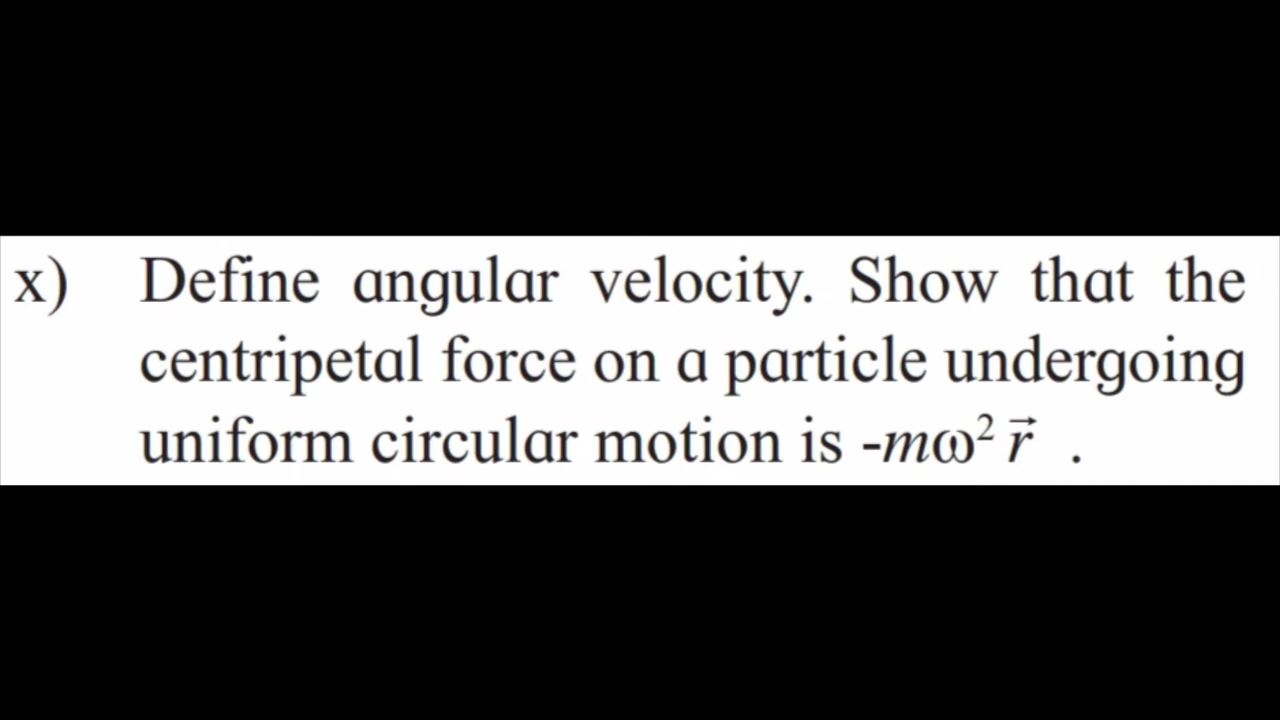 x) Define angular velocity. Show that the
centripetal force on a particle undergoing
uniform circular motion is -mω² r⃗ .